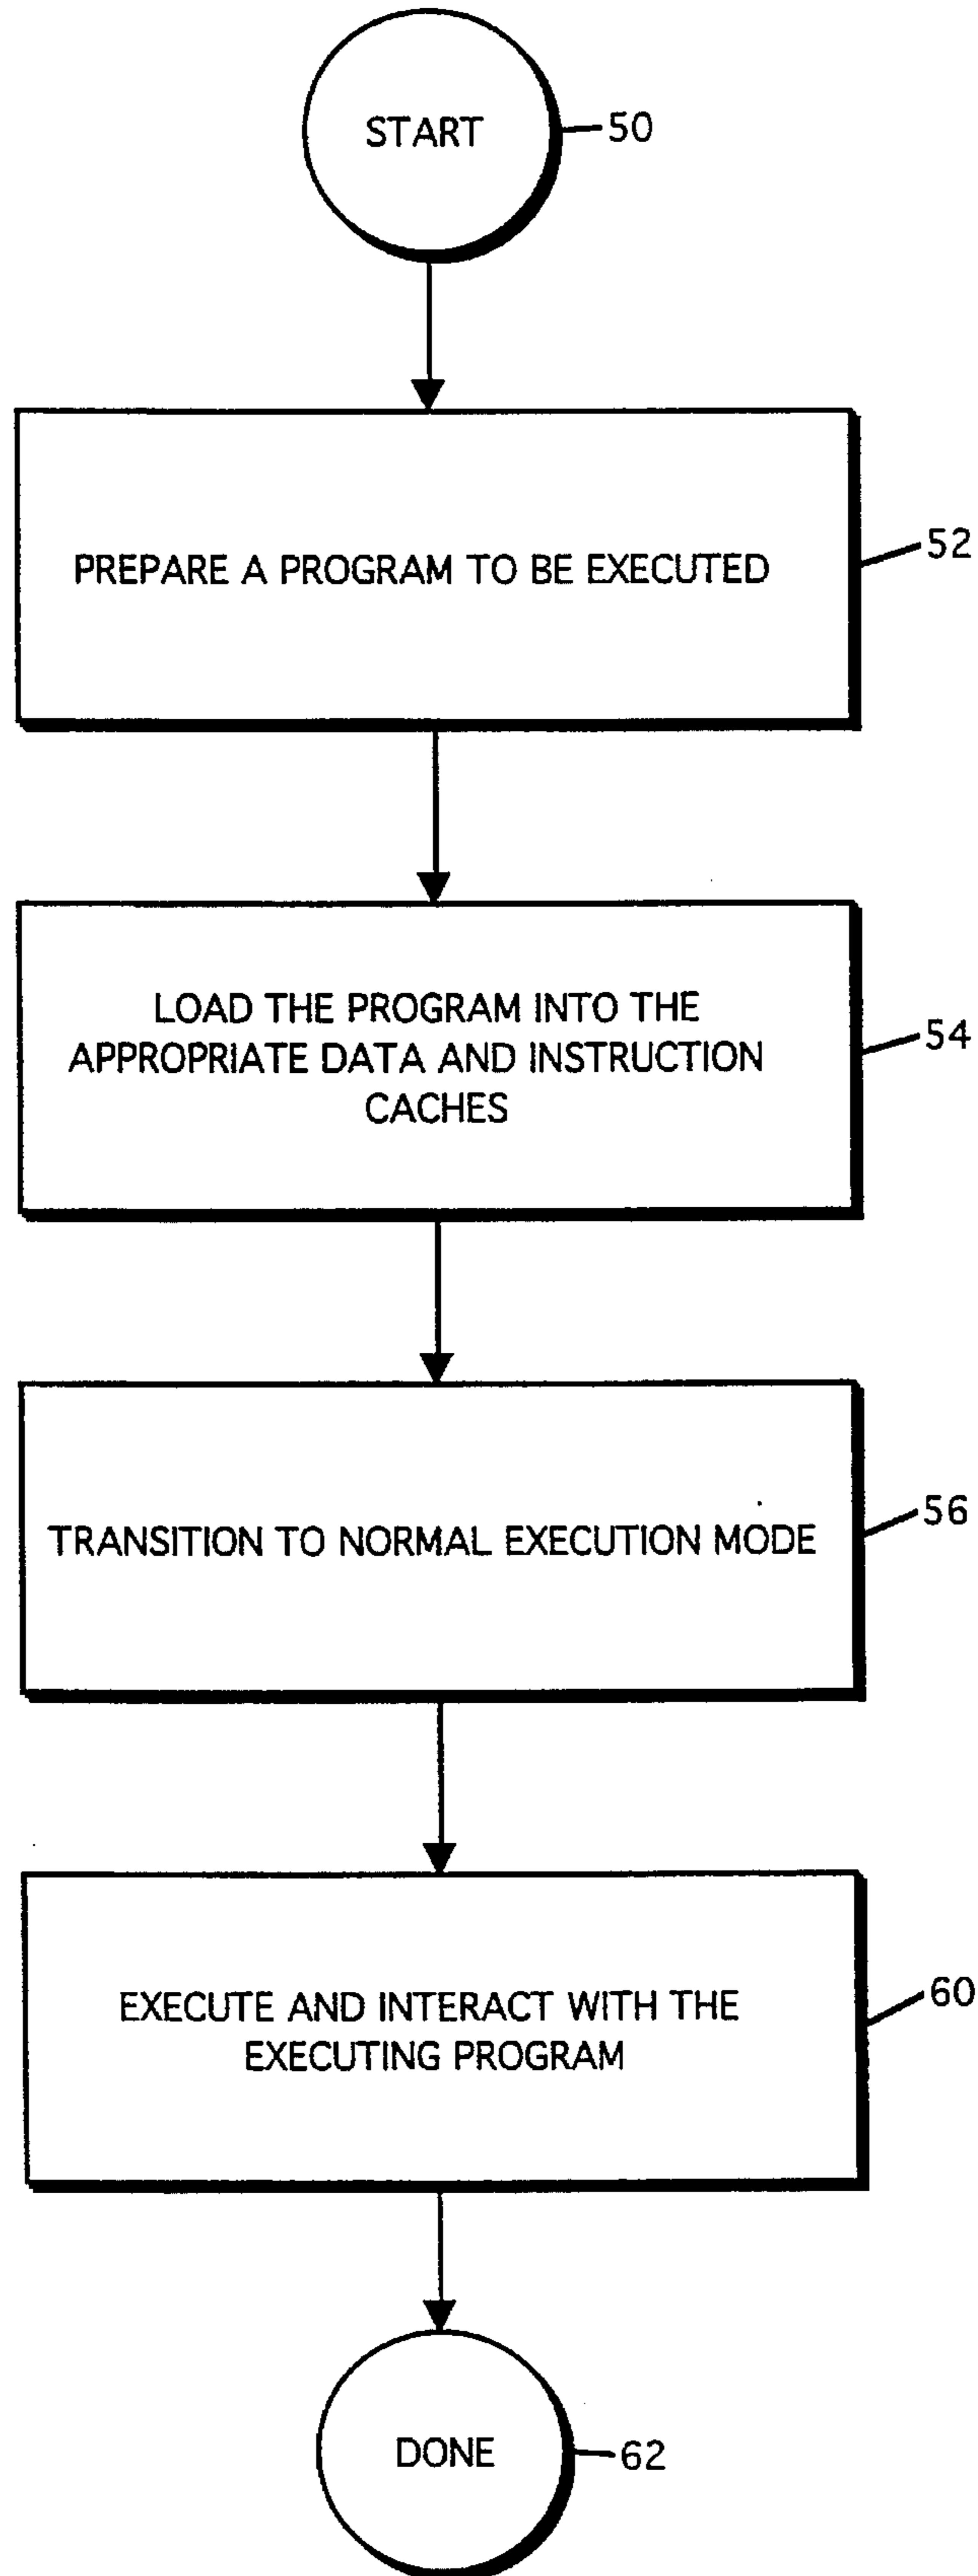 START
50
PREPARE A PROGRAM TO BE EXECUTED
52
LOAD THE PROGRAM INTO THE
APPROPRIATE DATA AND INSTRUCTION
CACHES
54
TRANSITION TO NORMAL EXECUTION MODE
56
EXECUTE AND INTERACT WITH THE
EXECUTING PROGRAM
60
DONE
62